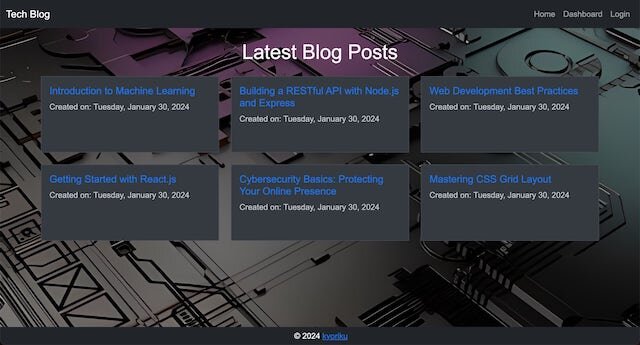 Tech Blog
Home Dashboard Login
Latest Blog Posts
Introduction to Machine Learning
Created on: Tuesday, January 30, 2024
Building a RESTful API with Node.js
and Express
Created on: Tuesday, January 30, 2024
Web Development Best Practices
Created on: Tuesday, January 30, 2024
Getting Started with React.js
Created on: Tuesday, January 30, 2024
Cybersecurity Basics: Protecting
Your Online Presence
Created on: Tuesday, January 30, 2024
Mastering CSS Grid Layout
Created on: Tuesday, January 30, 2024
© 2024 kvoriku